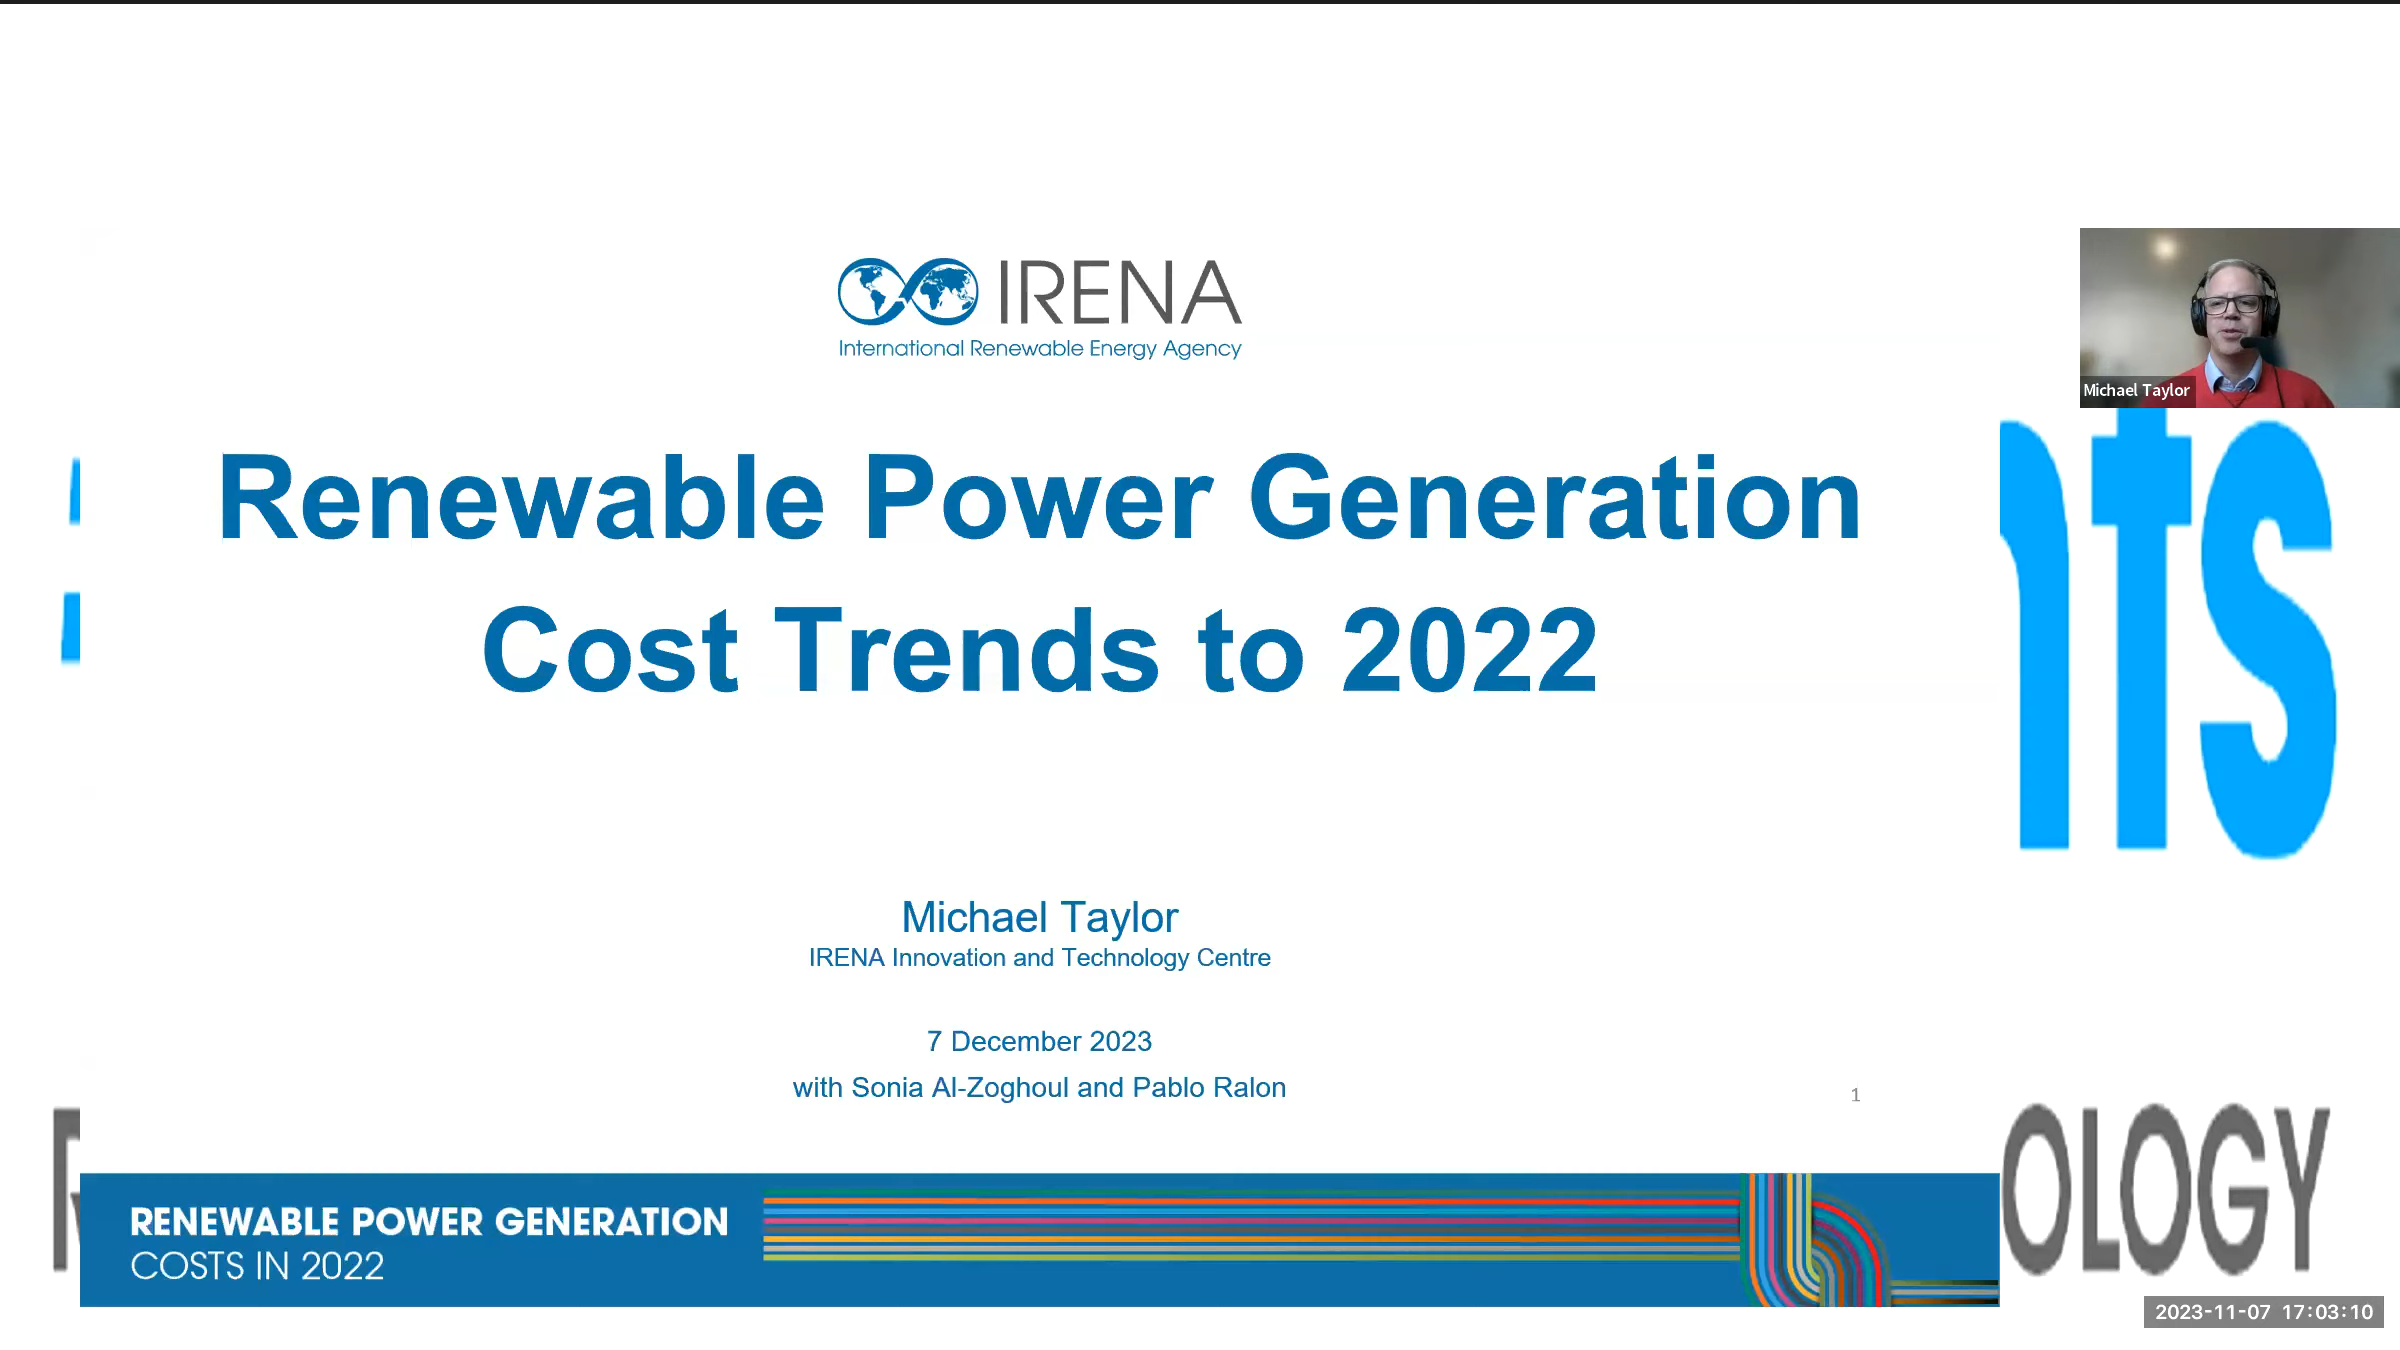 IRENA
International Renewable Energy Agency
Michael Taylor
Renewable Power Generation
Cost Trends to 2022
nts
Michael Taylor
IRENA Innovation and Technology Centre
7 December 2023
with Sonia Al-Zoghoul and Pablo Ralon
1
OLOGY
RENEWABLE POWER GENERATION
COSTS IN 2022
2023-11-07 17:03:10